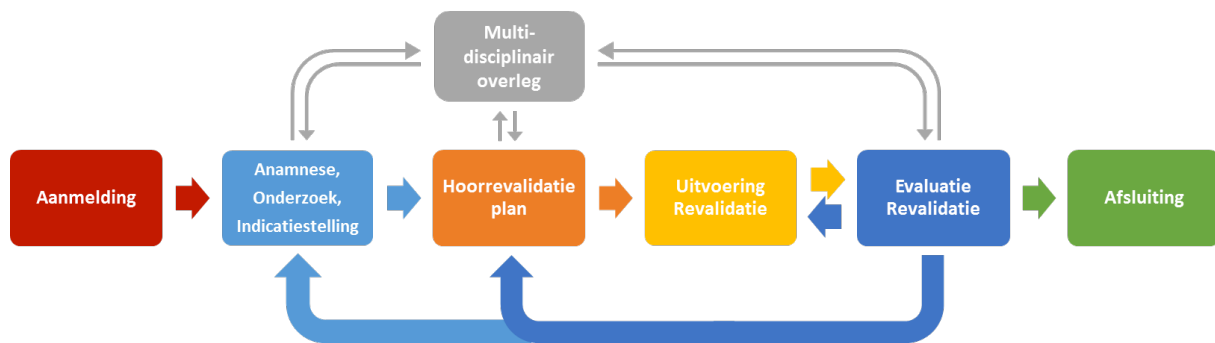 Multi-
disciplinair
overleg
Aanmelding
Anamnese,
Onderzoek,
Indicatiestelling
Hoorrevalidatie
plan
Uitvoering
Revalidatie
Evaluatie
Revalidatie
Afsluiting